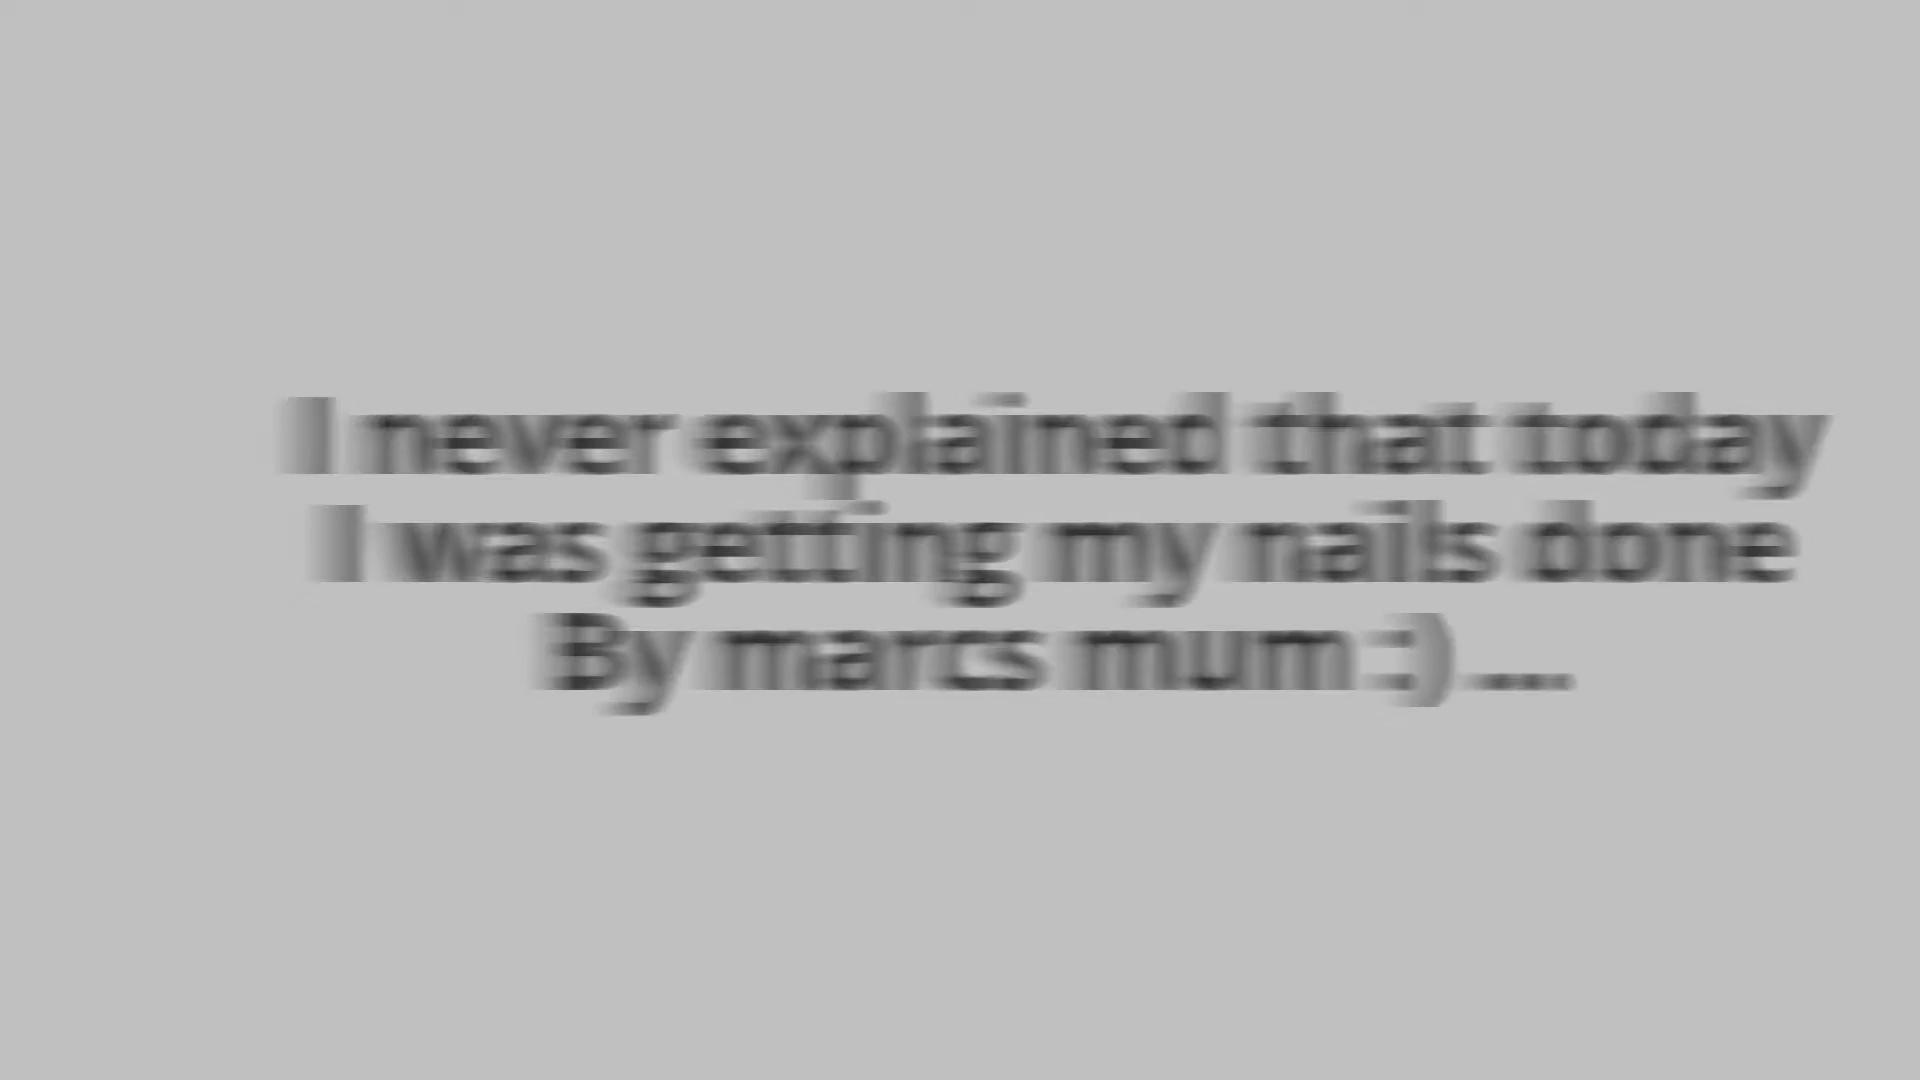 I never explained that today
I was getting my nails done
By marcs mum :) ...